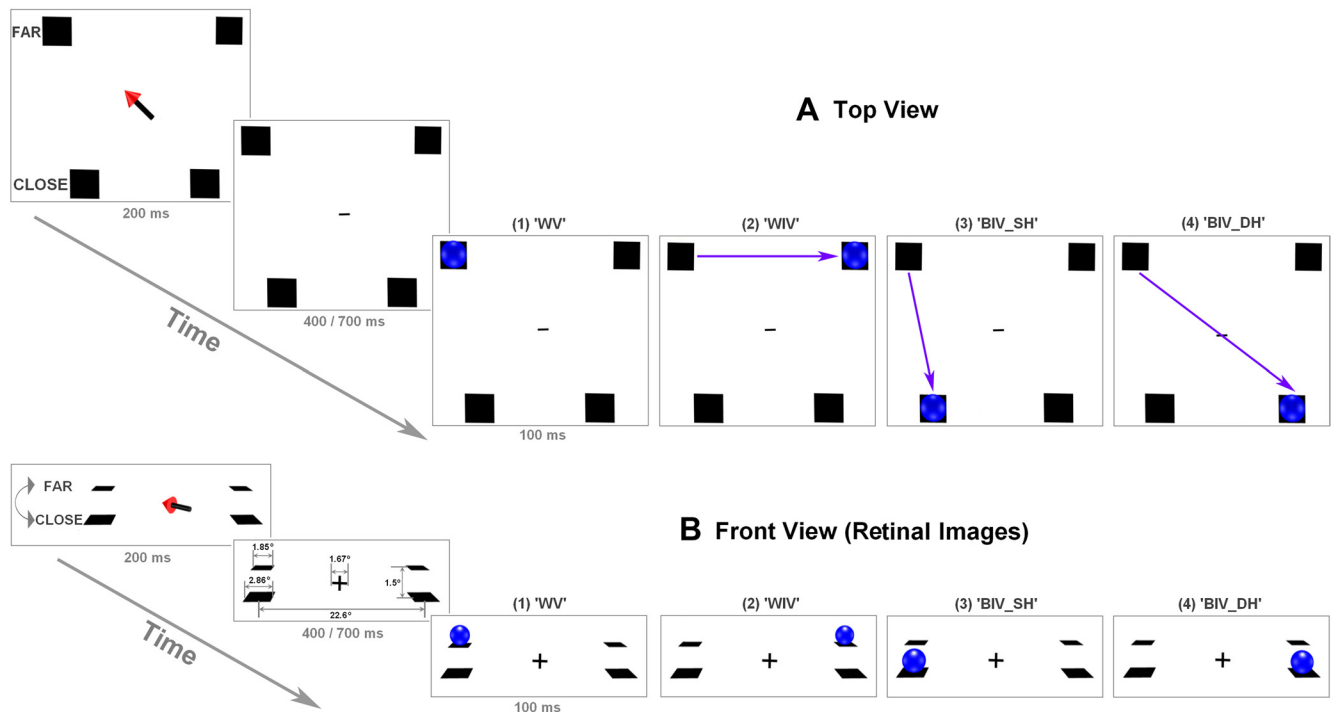 FAR
CLOSE
200 ms
400 / 700 ms
Time
A Top View
(1) 'WV'
(2) 'WIV'
(3) 'BIV_SH'
(4) 'BIV_DH'
100 ms
FAR
CLOSE
200 ms
1.85°
1.67°
2.86°
1.5°
22.6°
400 / 700 ms
Time
B Front View (Retinal Images)
(1) 'WV'
(2) 'WIV'
(3) 'BIV_SH'
(4) 'BIV_DH'
100 ms